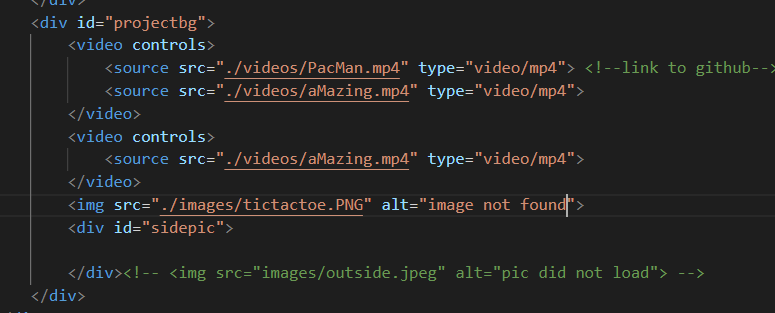 </div>
<div id="projectbg">
<video controls>
<source src="./videos/PacMan.mp4" type="video/mp4"> <!--link to github-->
<source src="./videos/aMazing.mp4" type="video/mp4">
</video>
<video controls>
<source src="./videos/aMazing.mp4" type="video/mp4">
</video>
<img src="./images/tictactoe.PNG" alt="image not found">
<div id="sidepic">
</div><!-- <img src="images/outside.jpeg" alt="pic did not load"> -->
</div>